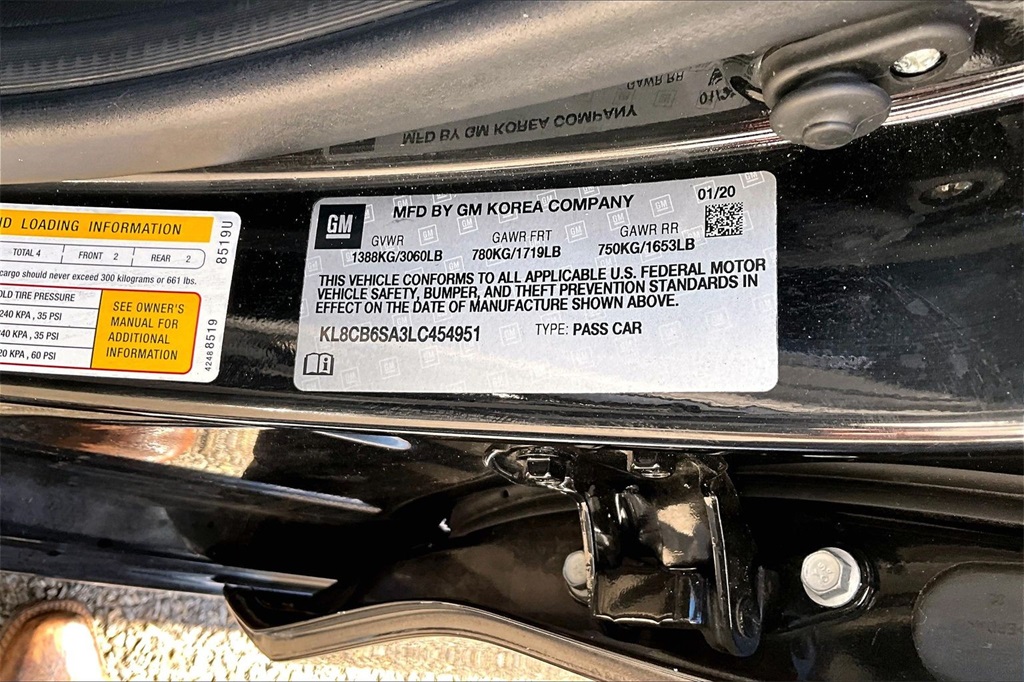 ND LOADING INFORMATION
TOTAL 4 FRONT 2 REAR 2
cargo should never exceed 300 kilograms or 661 lbs.
OLD TIRE PRESSURE
240 KPA, 35 PSI
240 KPA, 35 PSI
20 KPA, 60 PSI
SEE OWNER'S
MANUAL FOR
ADDITIONAL
INFORMATION
8519U
42488519
GM
MFD BY GM KOREA COMPANY
01/20
GVWR GAWR FRT GAWR RR
1388KG/3060LB 780KG/1719LB 750KG/1653LB
THIS VEHICLE CONFORMS TO ALL APPLICABLE U.S. FEDERAL MOTOR
VEHICLE SAFETY, BUMPER, AND THEFT PREVENTION STANDARDS IN
EFFECT ON THE DATE OF MANUFACTURE SHOWN ABOVE.
KL8CB6SA3LC454951 TYPE: PASS CAR
MFD BY GM KOREA COMPANY
GAWR RR